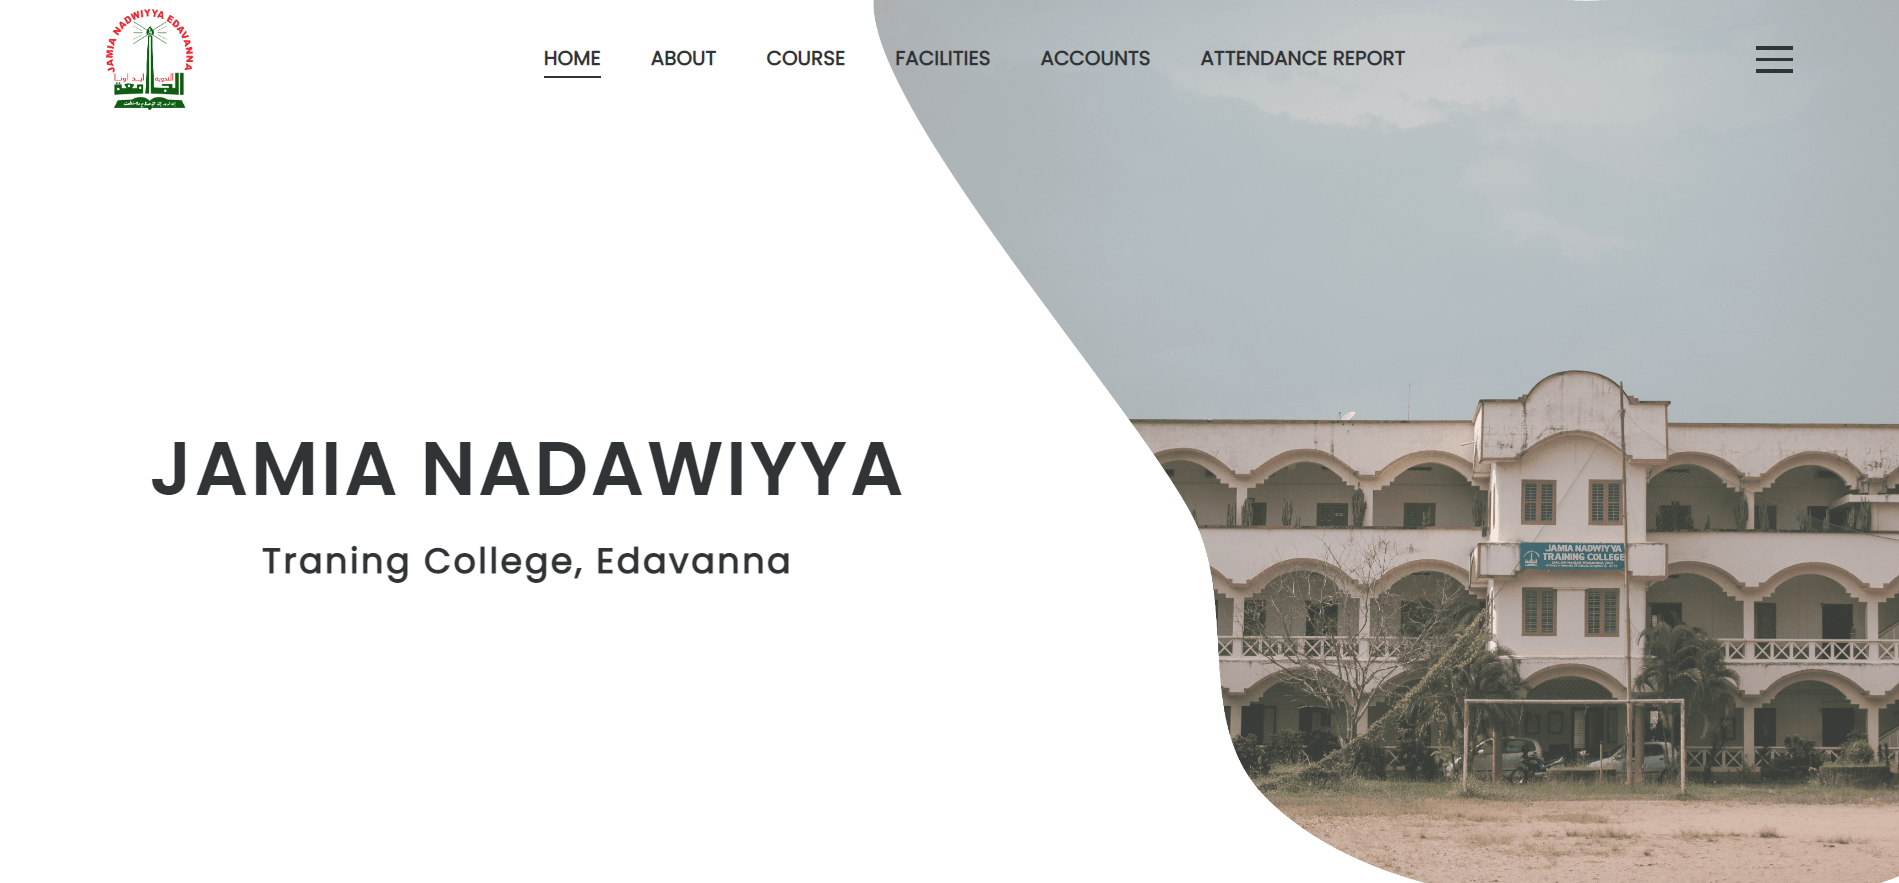 JAMIA NADWIYYA EDAVANNA
الجامعة
HOME
ABOUT
COURSE
FACILITIES
ACCOUNTS
ATTENDANCE REPORT
JAMIA NADAWIYYA
Traning College, Edavanna
JAMIA NADWIYYA
TRAINING COLLEGE